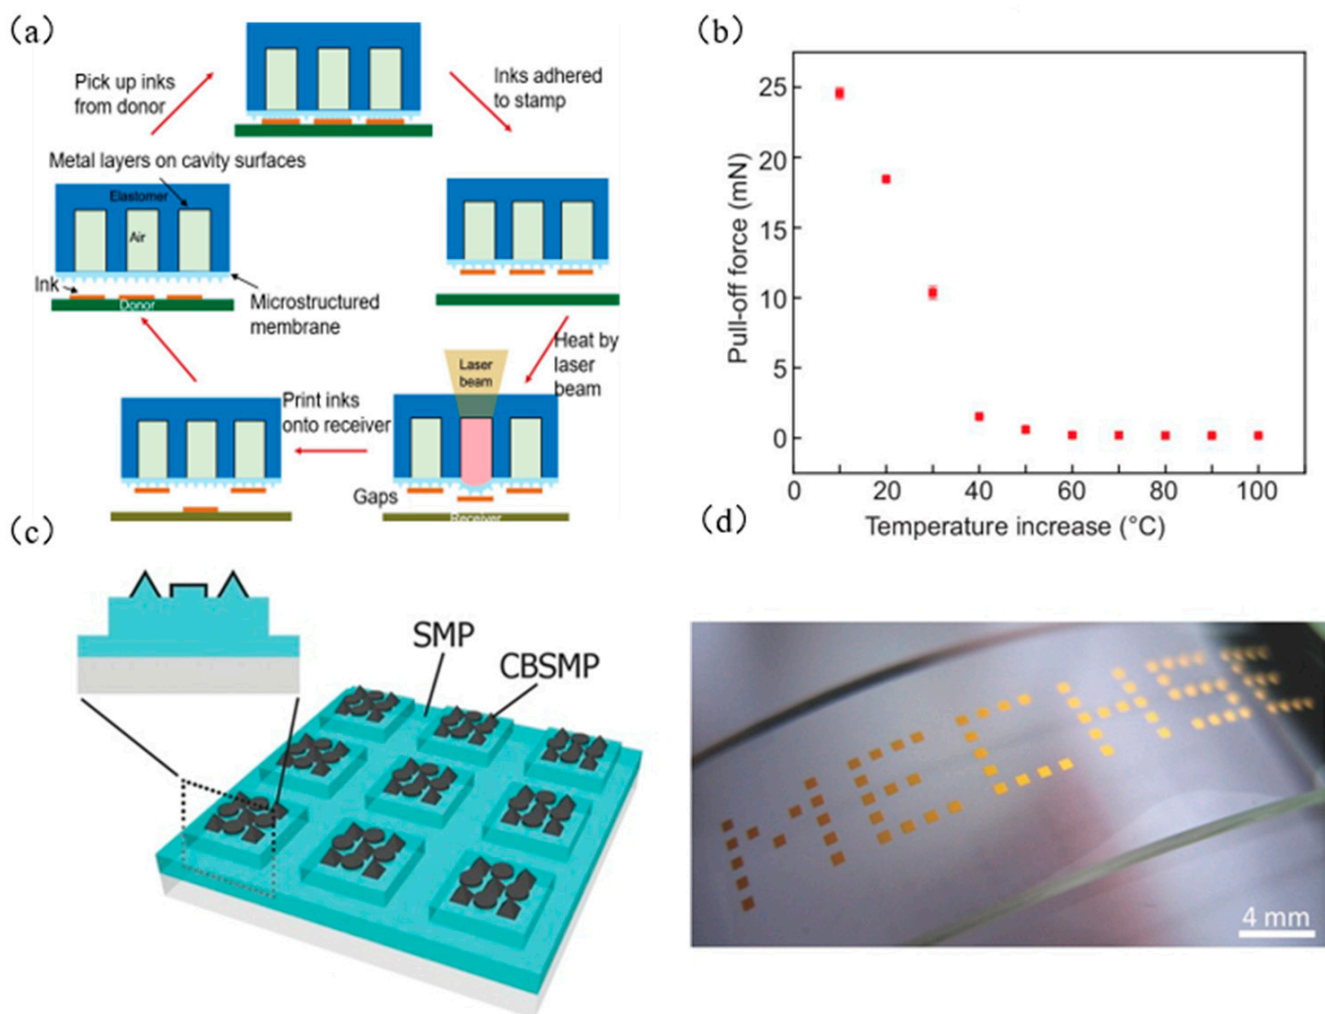 (a)
Pick up inks
from donor
Inks adhered
to stamp
Metal layers on cavity surfaces
Elastomer
Air
Ink
Donor
Microstructured
membrane
Heat by
laser
beam
Laser
beam
Print inks
onto receiver
Gaps
Receiver
(b)
Pull-off force (mN)
25
20
15
10
5
0
0 20 40 60 80 100
Temperature increase (°C)
(c)
SMP
CBSMP
(d)
4 mm